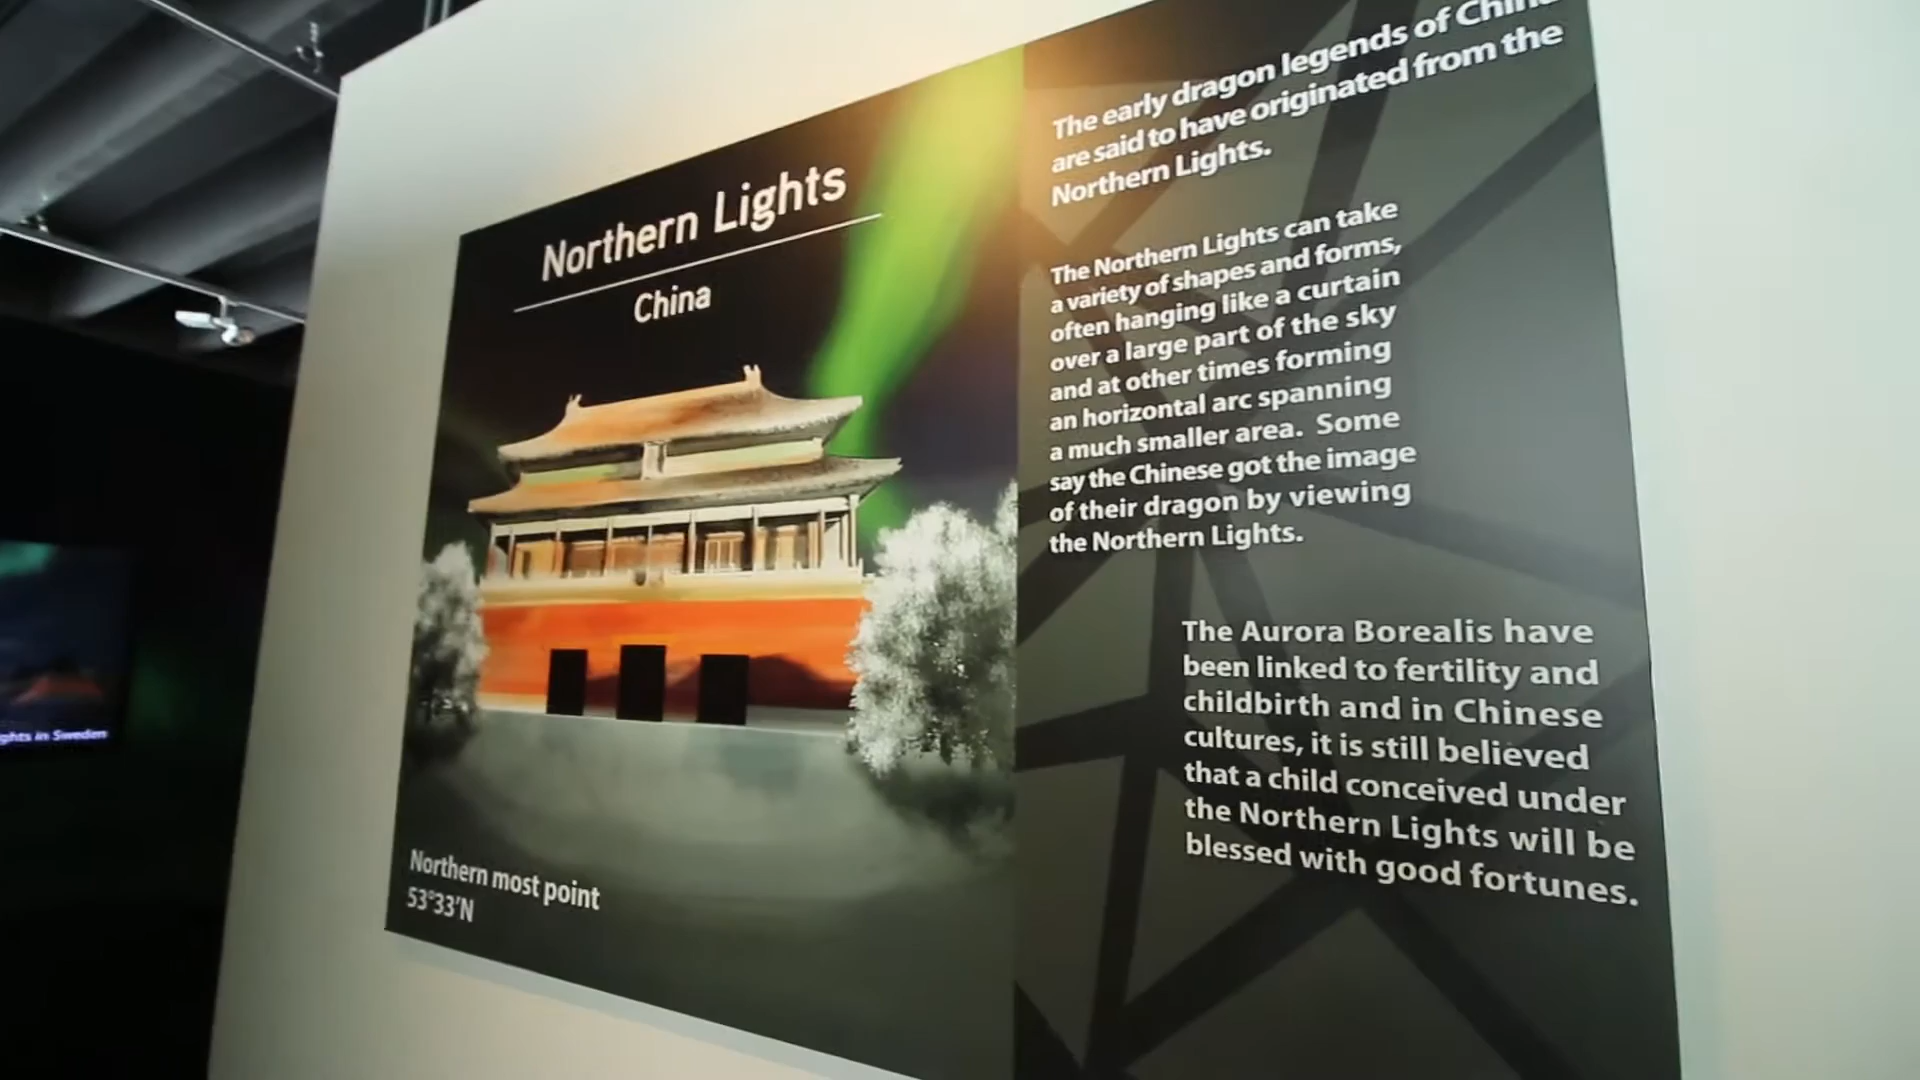 Northern Lights
China
Northern most point
53°33'N
The early dragon legends of China
are said to have originated from the
Northern Lights.
The Northern Lights can take
a variety of shapes and forms,
often hanging like a curtain
over a large part of the sky
and at other times forming
an horizontal arc spanning
a much smaller area. Some
say the Chinese got the image
of their dragon by viewing
the Northern Lights.
The Aurora Borealis have
been linked to fertility and
childbirth and in Chinese
cultures, it is still believed
that a child conceived under
the Northern Lights will be
blessed with good fortunes.
ghts in Sweden